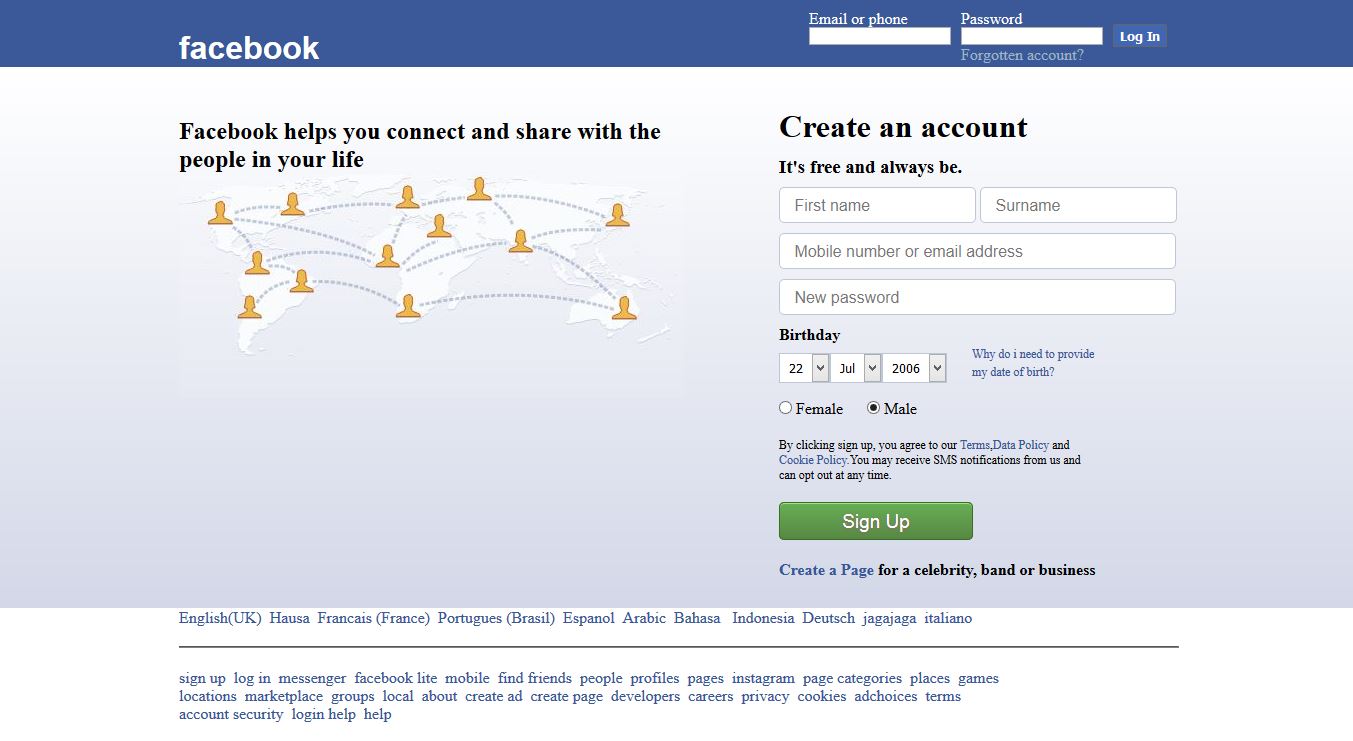 Email or phone Password
facebook
Log In
Forgotten account?
Facebook helps you connect and share with the
people in your life
Create an account
It's free and always be.
First name Surname
Mobile number or email address
New password
Birthday
22 Jul 2006
Why do i need to provide
my date of birth?
Female Male
By clicking sign up, you agree to our Terms,Data Policy and
Cookie Policy.You may receive SMS notifications from us and
can opt out at any time.
Sign Up
Create a Page for a celebrity, band or business
English(UK) Hausa Francais (France) Portugues (Brasil) Espanol Arabic Bahasa Indonesia Deutsch jagajaga italiano
sign up log in messenger facebook lite mobile find friends people profiles pages instagram page categories places games
locations marketplace groups local about create ad create page developers careers privacy cookies adchoices terms
account security login help help